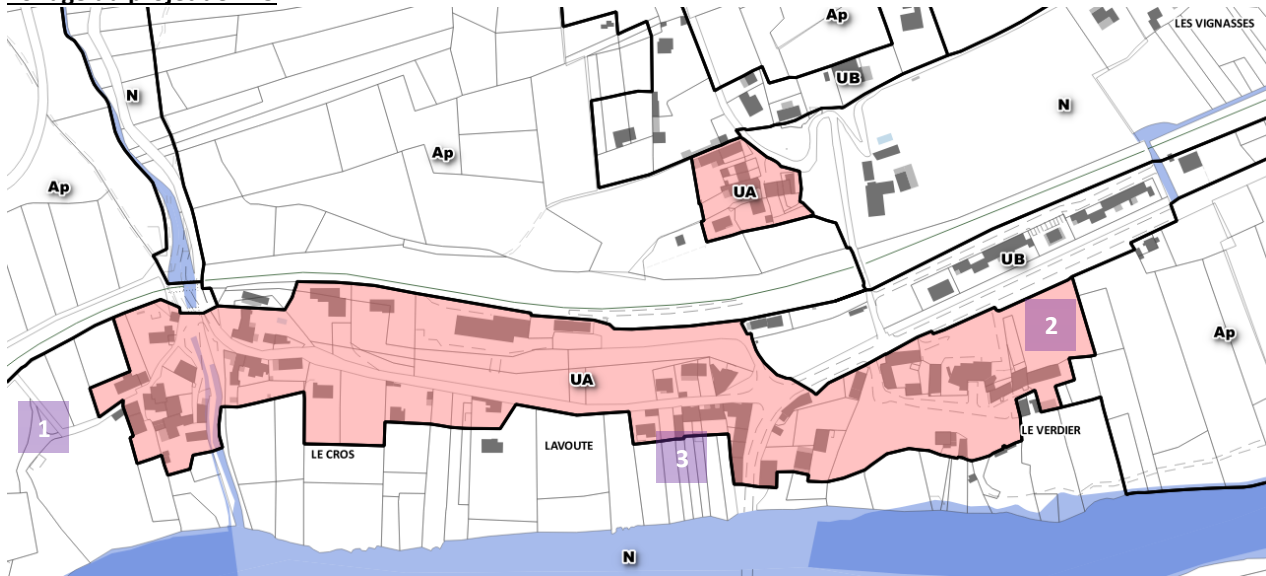 Ap
LES VIGNASSES
UB
N
N
Ap
Ap
UA
UB
2
Ap
UA
1
LE CROS
LAVOUTE
3
LE VERDIER
N